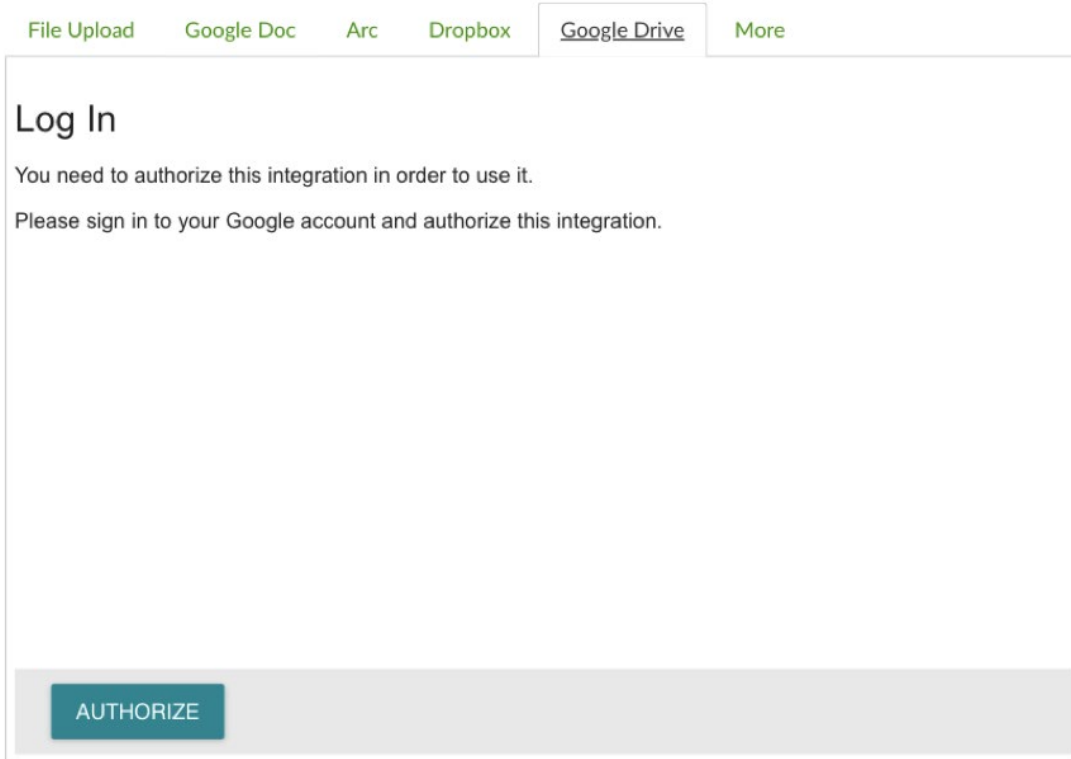 File Upload Google Doc Arc Dropbox Google Drive More
Log In
You need to authorize this integration in order to use it.
Please sign in to your Google account and authorize this integration.
AUTHORIZE